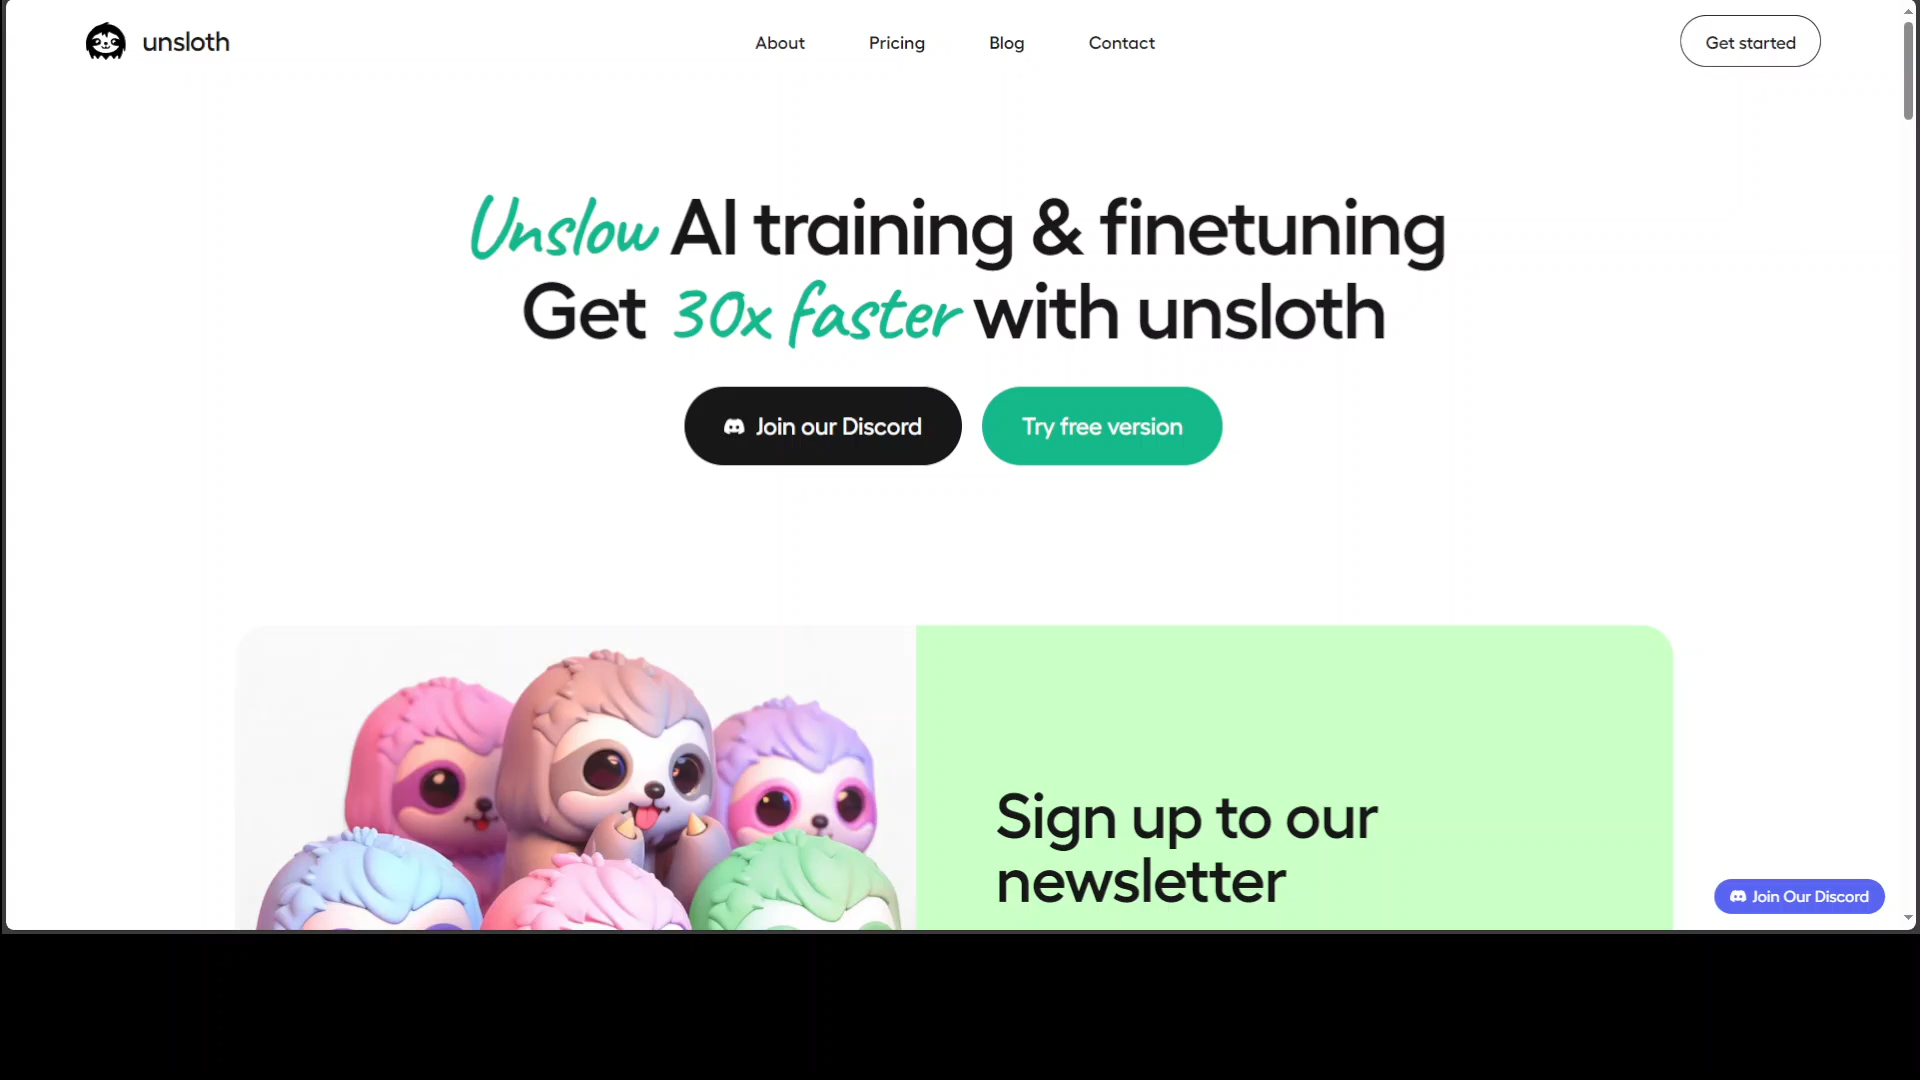 unsloth
About
Pricing
Blog
Contact
Get started
Unslow AI training & finetuning
Get 30x faster with unsloth
Join our Discord
Try free version
Sign up to our
newsletter
Join Our Discord